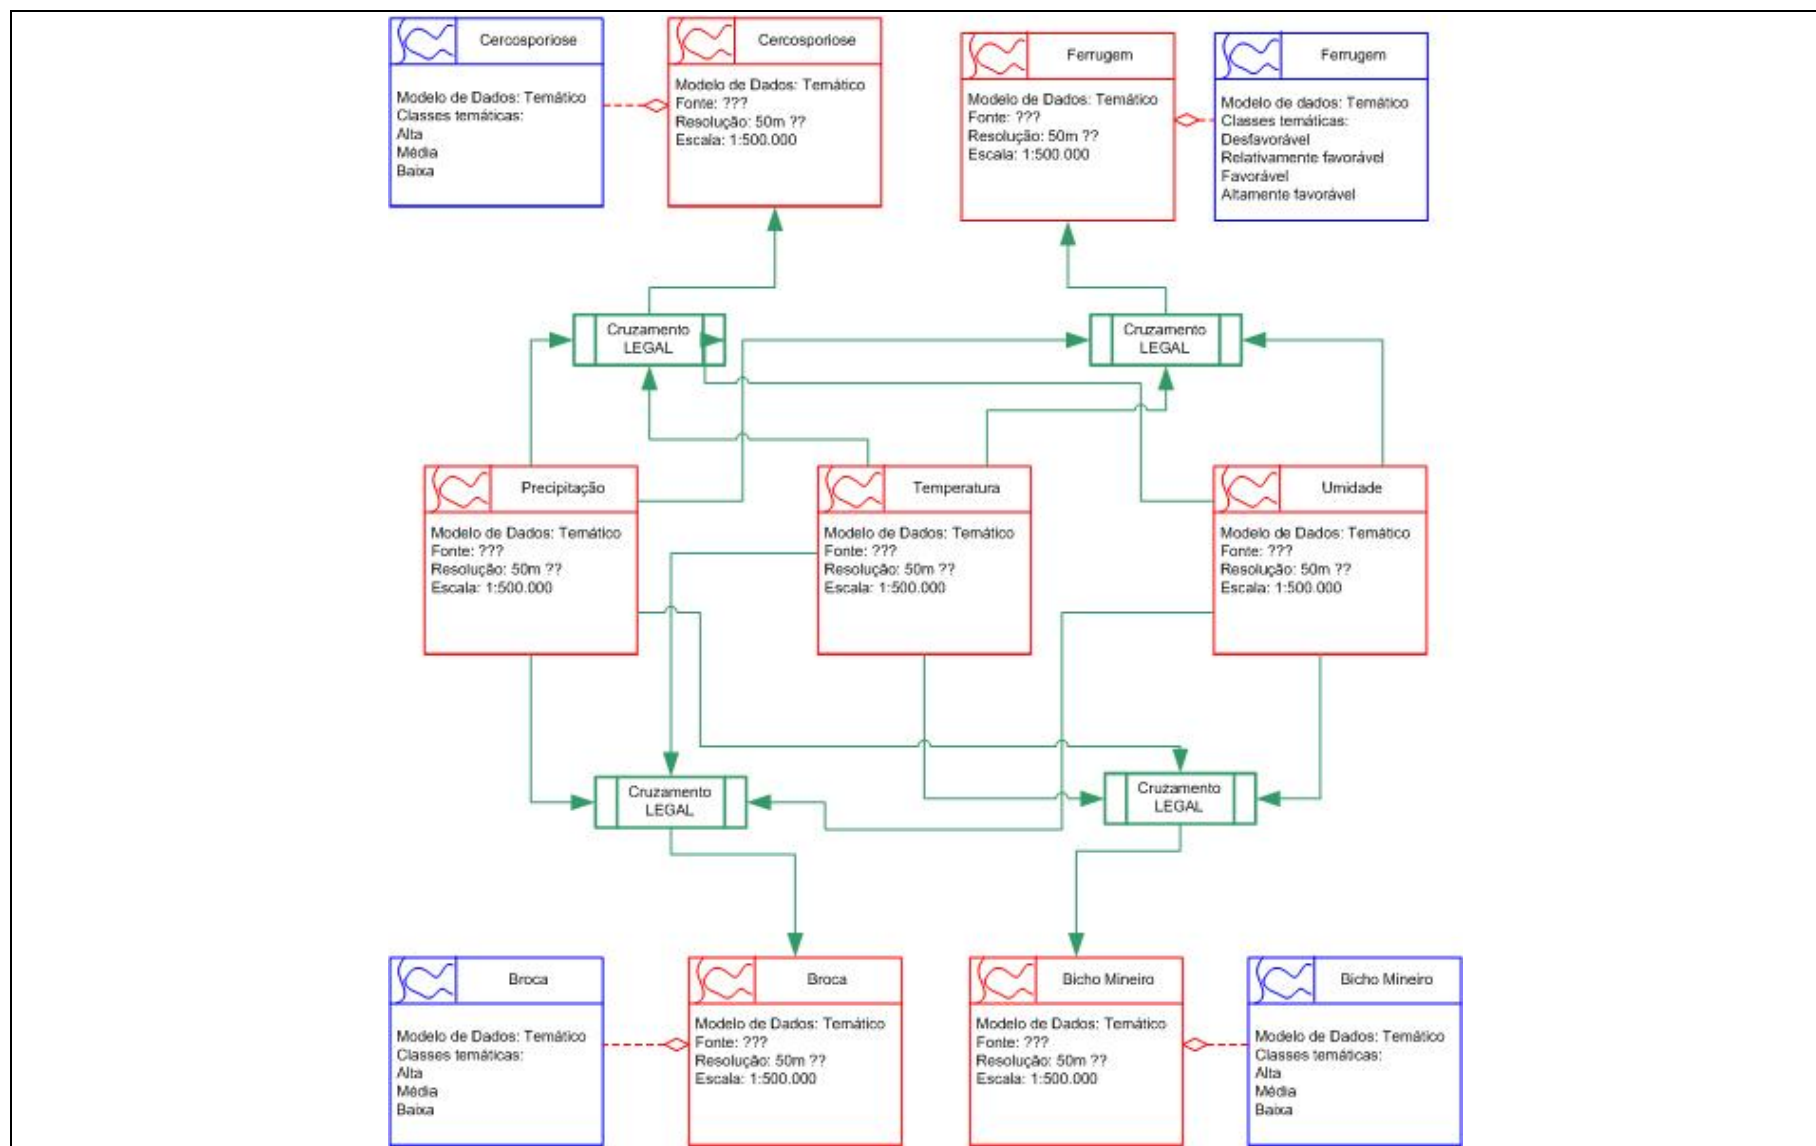 Cercosporiose
Modelo de Dados: Temático
Classes temáticas:
Alta
Média
Baixa
Cercosporiose
Modelo de Dados: Temático
Fonte: ???
Resolução: 50m ??
Escala: 1:500.000
Ferrugem
Modelo de Dados: Temático
Fonte: ???
Resolução: 50m ??
Escala: 1:500.000
Ferrugem
Modelo de dados: Temático
Classes temáticas:
Desfavorável
Relativamente favorável
Favorável
Altamente favorável
Cruzamento
LEGAL
Cruzamento
LEGAL
Precipitação
Modelo de Dados: Temático
Fonte: ???
Resolução: 50m ??
Escala: 1:500.000
Temperatura
Modelo de Dados: Temático
Fonte: ???
Resolução: 50m ??
Escala: 1:500.000
Umidade
Modelo de Dados: Temático
Fonte: ???
Resolução: 50m ??
Escala: 1:500.000
Cruzamento
LEGAL
Cruzamento
LEGAL
Broca
Modelo de Dados: Temático
Classes temáticas:
Alta
Média
Baixa
Broca
Modelo de Dados: Temático
Fonte: ???
Resolução: 50m ??
Escala: 1:500.000
Bicho Mineiro
Modelo de Dados: Temático
Fonte: ???
Resolução: 50m ??
Escala: 1:500.000
Bicho Mineiro
Modelo de Dados: Temático
Classes temáticas:
Alta
Média
Baixa